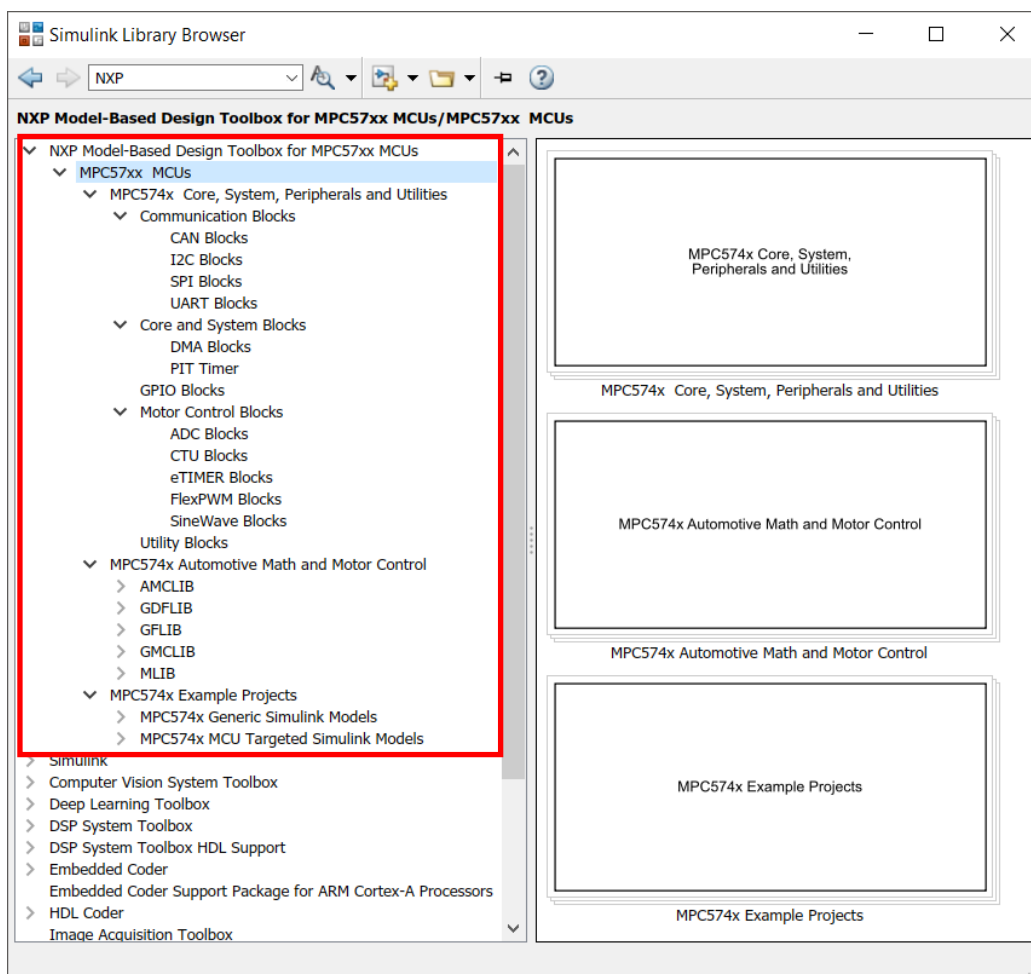 Simulink Library Browser
NXP
NXP Model-Based Design Toolbox for MPC57xx MCUs/MPC57xx  MCUs
NXP Model-Based Design Toolbox for MPC57xx MCUs
MPC57xx  MCUs
MPC574x  Core, System, Peripherals and Utilities
Communication Blocks
CAN Blocks
I2C Blocks
SPI Blocks
UART Blocks
Core and System Blocks
DMA Blocks
PIT Timer
GPIO Blocks
Motor Control Blocks
ADC Blocks
CTU Blocks
eTIMER Blocks
FlexPWM Blocks
SineWave Blocks
Utility Blocks
MPC574x Automotive Math and Motor Control
AMCLIB
GDFLIB
GFLIB
GMCLIB
MLIB
MPC574x Example Projects
MPC574x Generic Simulink Models
MPC574x MCU Targeted Simulink Models
Simulink
Computer Vision System Toolbox
Deep Learning Toolbox
DSP System Toolbox
DSP System Toolbox HDL Support
Embedded Coder
Embedded Coder Support Package for ARM Cortex-A Processors
HDL Coder
Image Acquisition Toolbox
MPC574x Core, System,
Peripherals and Utilities
MPC574x  Core, System, Peripherals and Utilities
MPC574x Automotive Math and Motor Control
MPC574x Automotive Math and Motor Control
MPC574x Example Projects
MPC574x Example Projects